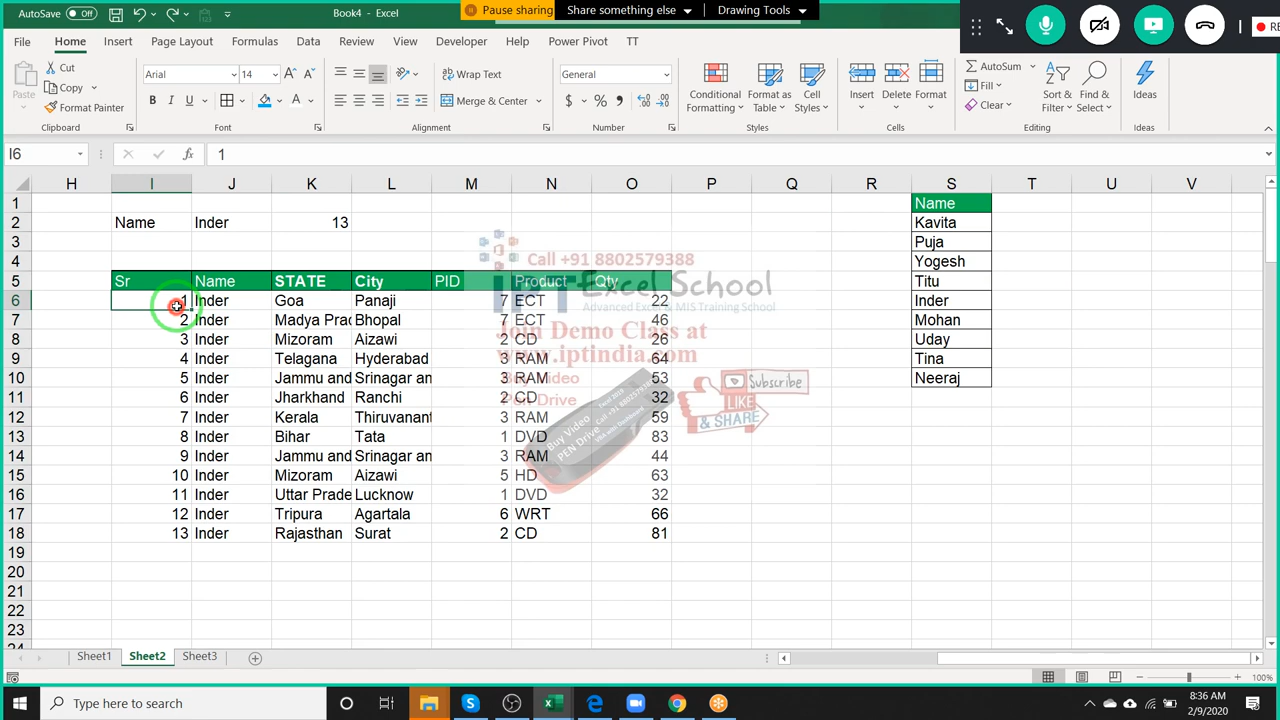 AutoSave Off Book4 - Excel Pause sharing Share something else Drawing Tools RE
File Home Insert Page Layout Formulas Data Review View Developer Help Power Pivot TT
Paste Cut Copy Format Painter Clipboard
Arial 14 A A B I U A Font
Wrap Text Merge & Center Alignment
General $ % , Number
Conditional Formatting Format as Table Cell Styles Styles
Insert Delete Format Cells
AutoSum Fill Clear Sort & Filter Find & Select Editing
Ideas Ideas
I6 fx 1
H I J K L M N O P Q R S T U V
1 Name
2 Name Inder 13 Kavita
3 Puja
4 Yogesh
5 Sr Name STATE City PID Product Qty Titu
6 1 Inder Goa Panaji 7 ECT 22 Inder
7 2 Inder Madya Prad Bhopal 7 ECT 46 Mohan
8 3 Inder Mizoram Aizawi 2 CD 26 Uday
9 4 Inder Telagana Hyderabad 3 RAM 64 Tina
10 5 Inder Jammu and Srinagar an 3 RAM 53 Neeraj
11 6 Inder Jharkhand Ranchi 2 CD 32
12 7 Inder Kerala Thiruvanant 3 RAM 59
13 8 Inder Bihar Tata 1 DVD 83
14 9 Inder Jammu and Srinagar an 3 RAM 44
15 10 Inder Mizoram Aizawi 5 HD 63
16 11 Inder Uttar Prade Lucknow 1 DVD 32
17 12 Inder Tripura Agartala 6 WRT 66
18 13 Inder Rajasthan Surat 2 CD 81
19
20
21
22
23
24
Call +91 8802579388
IPT Excel School
Advanced Excel & MIS Training School
Join Demo Class at
www.iptindia.com
Buy Video
Pen Drive
Buy Video
PEN Drive
Subscribe
LIKE
& SHARE
Sheet1 Sheet2 Sheet3
100%
Type here to search
8:36 AM
2/9/2020